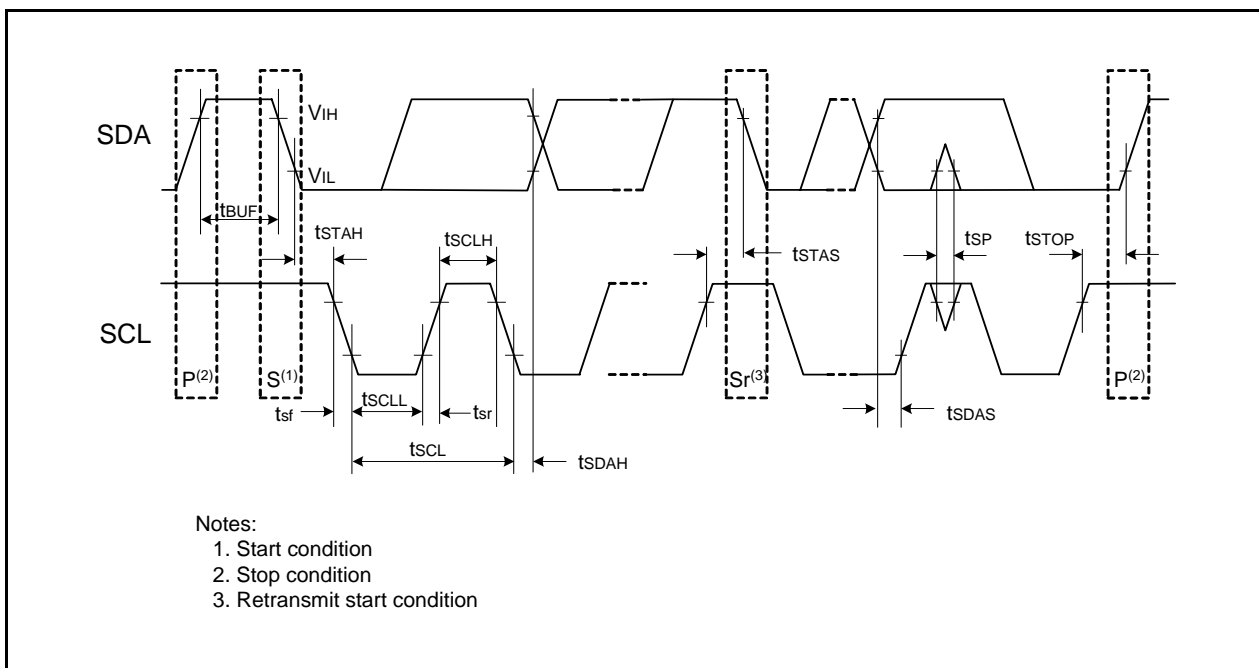 SDA
VIH
VIL
tBUF
tSTAH
tSCLH
tSTAS
tSP
tSTOP
SCL
P(2)
S(1)
Sr(3)
P(2)
tsf
tSCLL
tsr
tSDAS
tSCL
tSDAH
Notes:
1. Start condition
2. Stop condition
3. Retransmit start condition